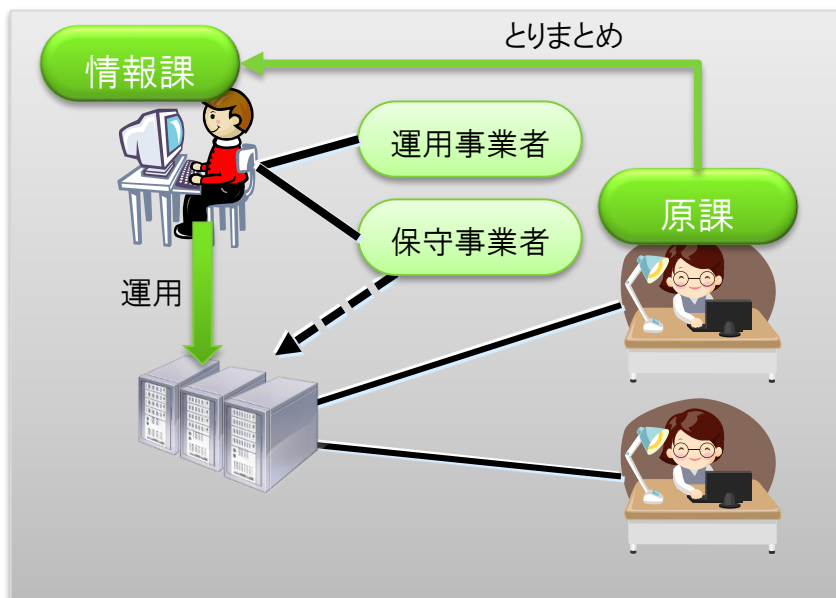 とりまとめ
情報課
運用事業者
原課
保守事業者
運用